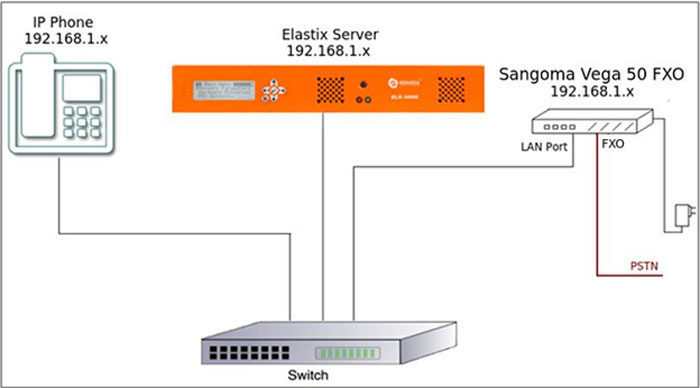 IP Phone
192.168.1.x
Elastix Server
192.168.1.x
Sangoma Vega 50 FXO
192.168.1.x
LAN Port
FXO
PSTN
Switch